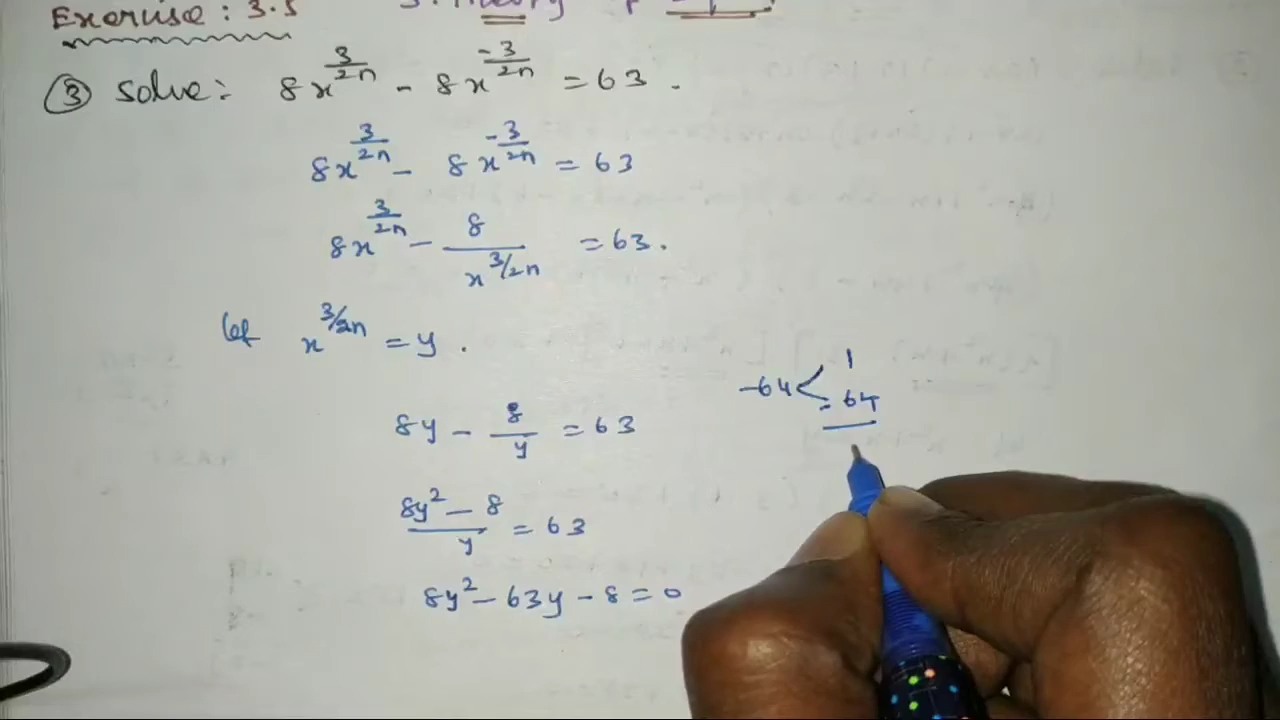 Exercise: 3.5 3. Theory
③ Solve: 8x^{3/2n} - 8x^{-3/2n} = 63.
8x^{3/2n} - 8x^{-3/2n} = 63
8x^{3/2n} - 8/x^{3/2n} = 63.
let x^{3/2n} = y.
-64 < 1
- 64
8y - 8/y = 63
(8y² - 8)/y = 63
8y² - 63y - 8 = 0